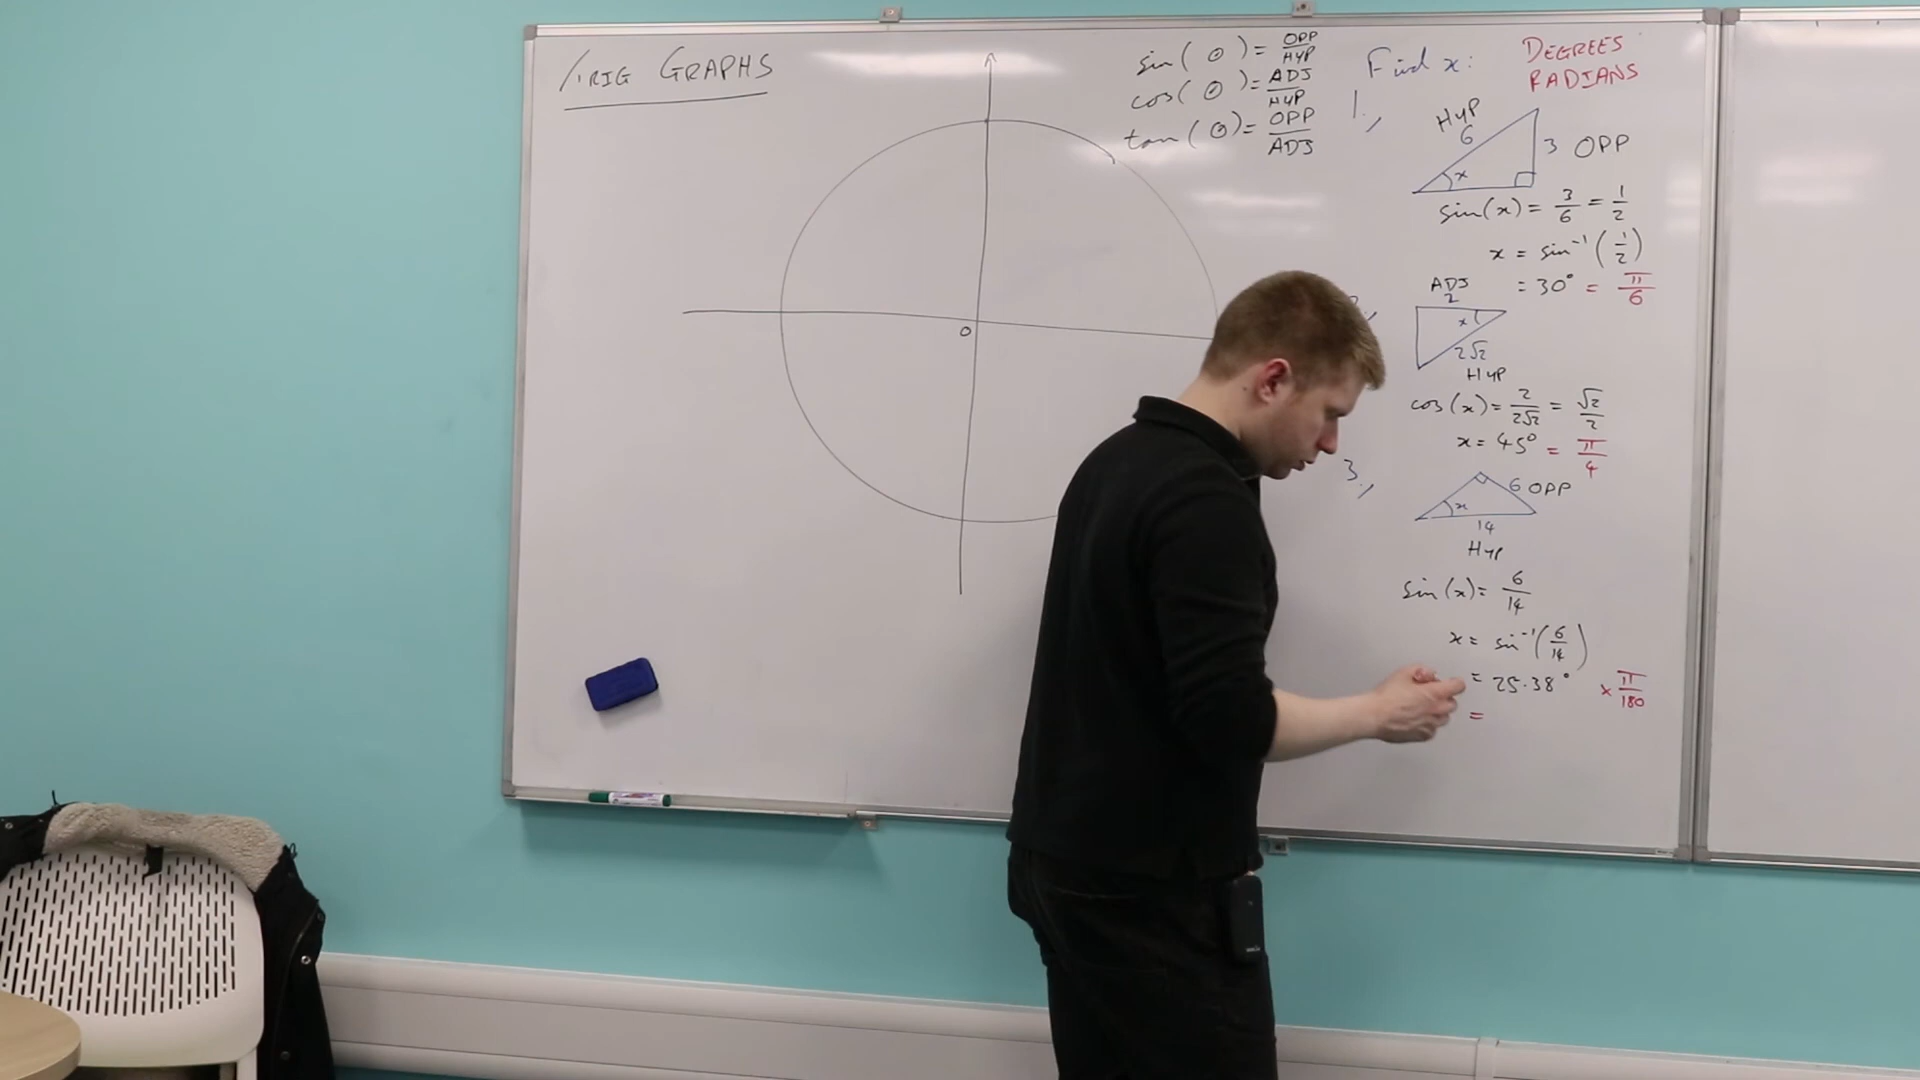 TRIG GRAPHS
O
sin( θ )= OPP/HYP
cos( θ )= ADJ/HYP
tan( θ )= OPP/ADJ
Find x:
DEGREES
RADIANS
1.,
HYP
6
3 OPP
x
sin(x) = 3/6 = 1/2
x = sin⁻¹(1/2)
= 30° = π/6
ADJ
2
x
2√2
HYP
cos(x) = 2/2√2 = √2/2
x = 45° = π/4
3.,
6 OPP
x
14
HYP
sin(x) = 6/14
x = sin⁻¹(6/14)
= 25.38° × π/180
=